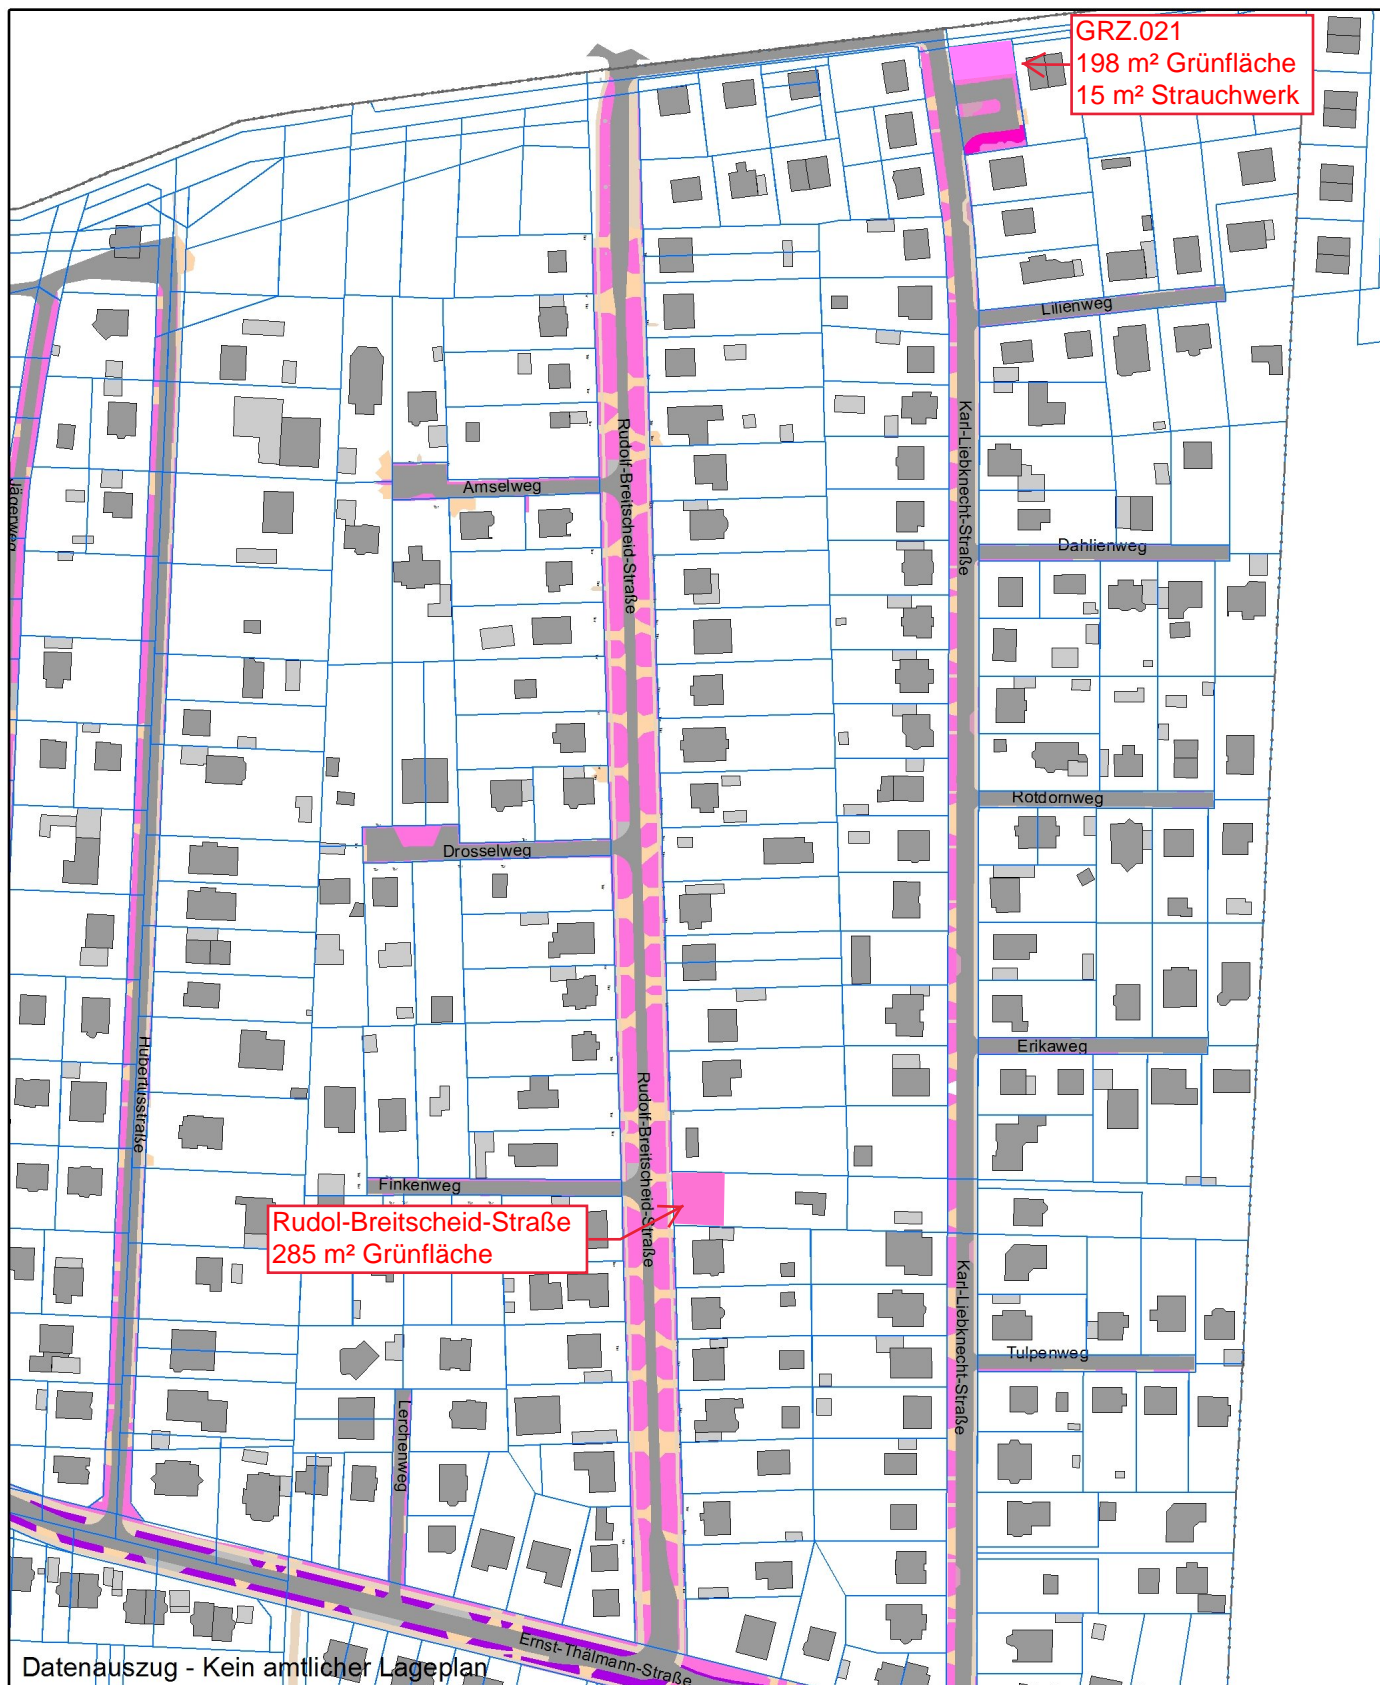 GRZ.021
198 m² Grünfläche
15 m² Strauchwerk
Lilienweg
Rudolf-Breitscheid-Straße
Karl-Liebknecht-Straße
Amselweg
Jägerweg
Dahlienweg
Rotdornweg
Drosselweg
Hubertusstraße
Erikaweg
Rudolf-Breitscheid-Straße
Finkenweg
Rudol-Breitscheid-Straße
285 m² Grünfläche
Karl-Liebknecht-Straße
Tulpenweg
Lerchenweg
Ernst-Thälmann-Straße
Datenauszug - Kein amtlicher Lageplan